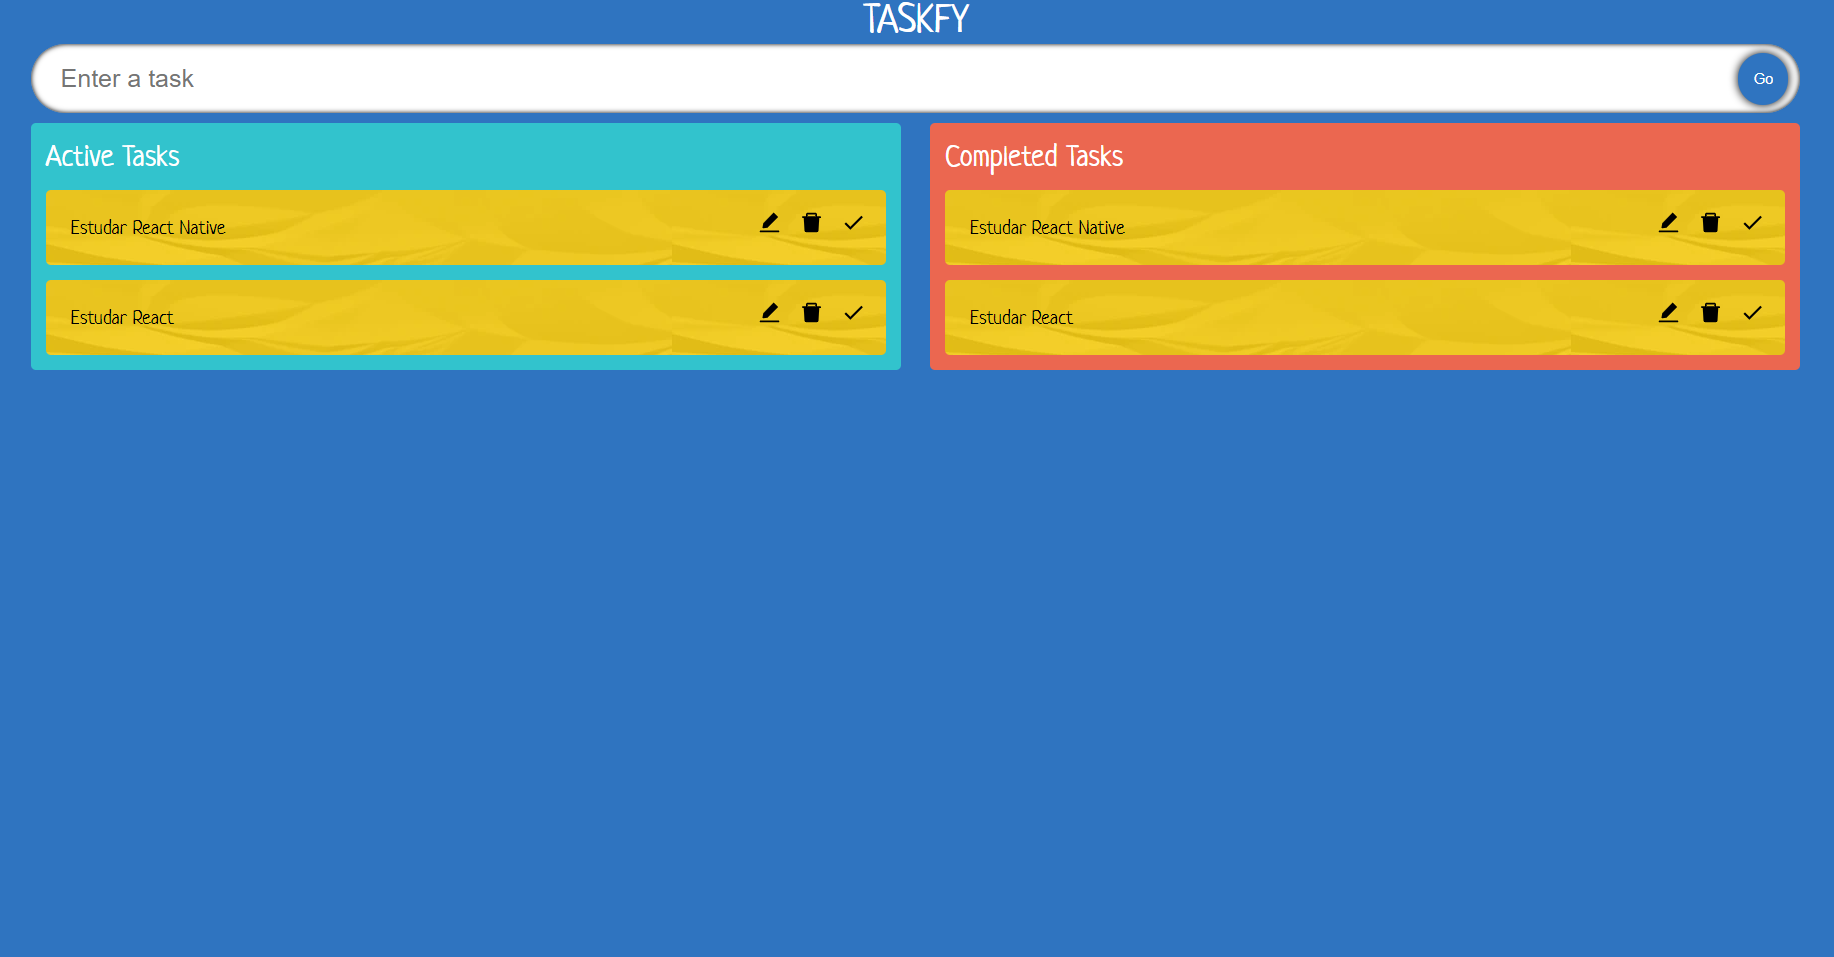 TASKFY
Enter a task
Go
Active Tasks
Estudar React Native
Estudar React
Completed Tasks
Estudar React Native
Estudar React